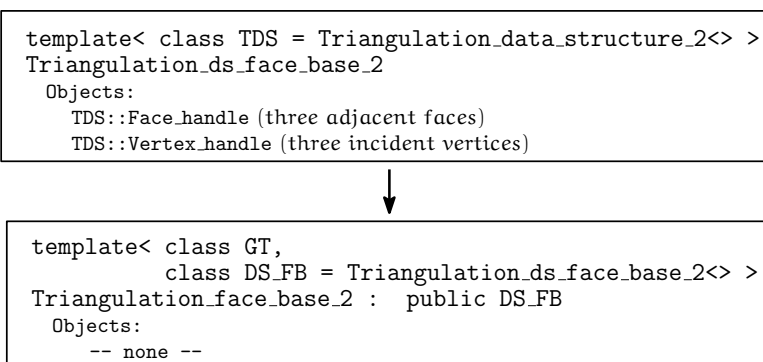 template< class TDS = Triangulation_data_structure_2<> >
Triangulation_ds_face_base_2
Objects:
TDS::Face_handle (three adjacent faces)
TDS::Vertex_handle (three incident vertices)
template< class GT,
class DS_FB = Triangulation_ds_face_base_2<> >
Triangulation_face_base_2 : public DS_FB
Objects:
-- none --